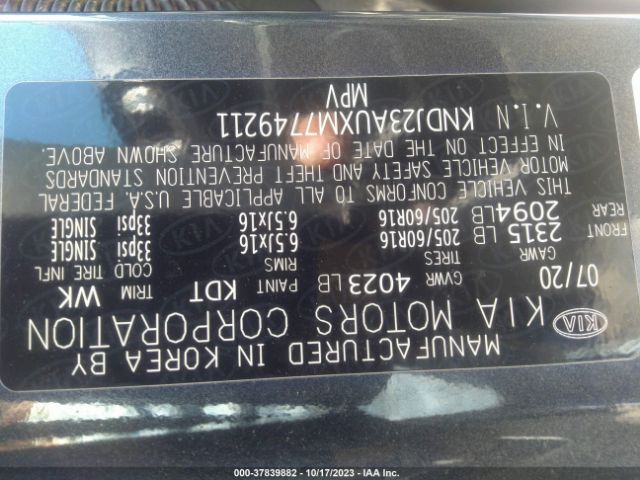 MANUFACTURED IN KOREA BY
KIA KIA MOTORS CORPORATION
07/20 GVWR 4023 LB PAINT KDT TRIM WK
GAWR TIRES RIMS COLD TIRE INFL
FRONT 2315 LB 205/60R16 6.5Jx16 33psi SINGLE
REAR 2094 LB 205/60R16 6.5Jx16 33psi SINGLE
THIS VEHICLE CONFORMS TO ALL APPLICABLE U.S.A. FEDERAL
MOTOR VEHICLE SAFETY AND THEFT PREVENTION STANDARDS
IN EFFECT ON THE DATE OF MANUFACTURE SHOWN ABOVE.
V.I.N KNDJ23AUXM7749211
MPV
000-37839882 | 10/17/2023 | IAA Inc.